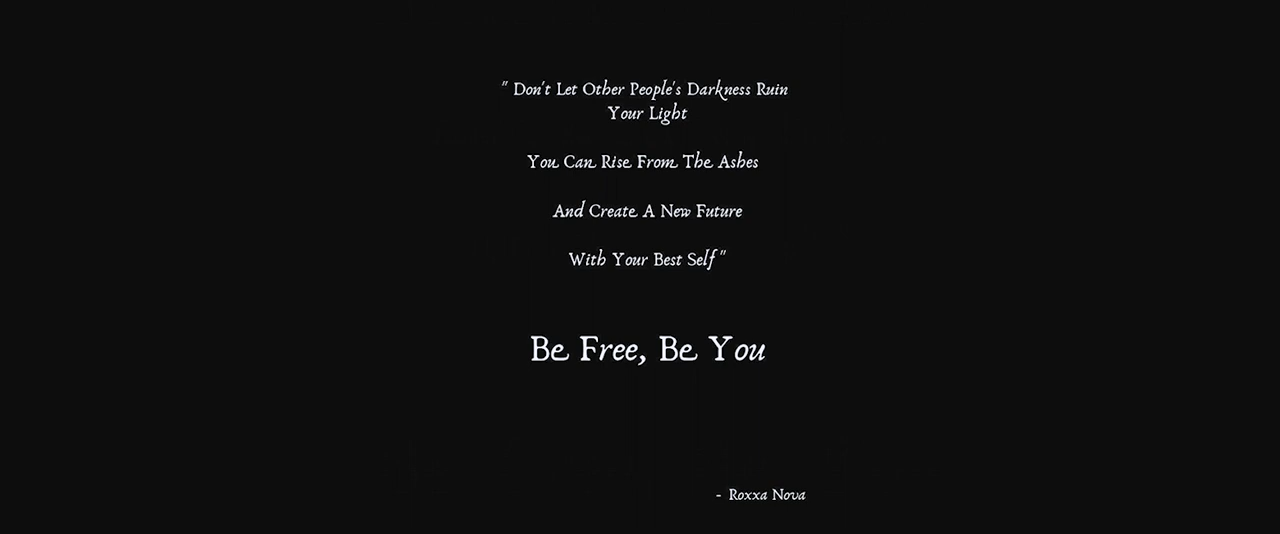 " Don't Let Other People's Darkness Ruin
Your Light
You Can Rise From The Ashes
And Create A New Future
With Your Best Self "
Be Free, Be You
- Roxxa Nova